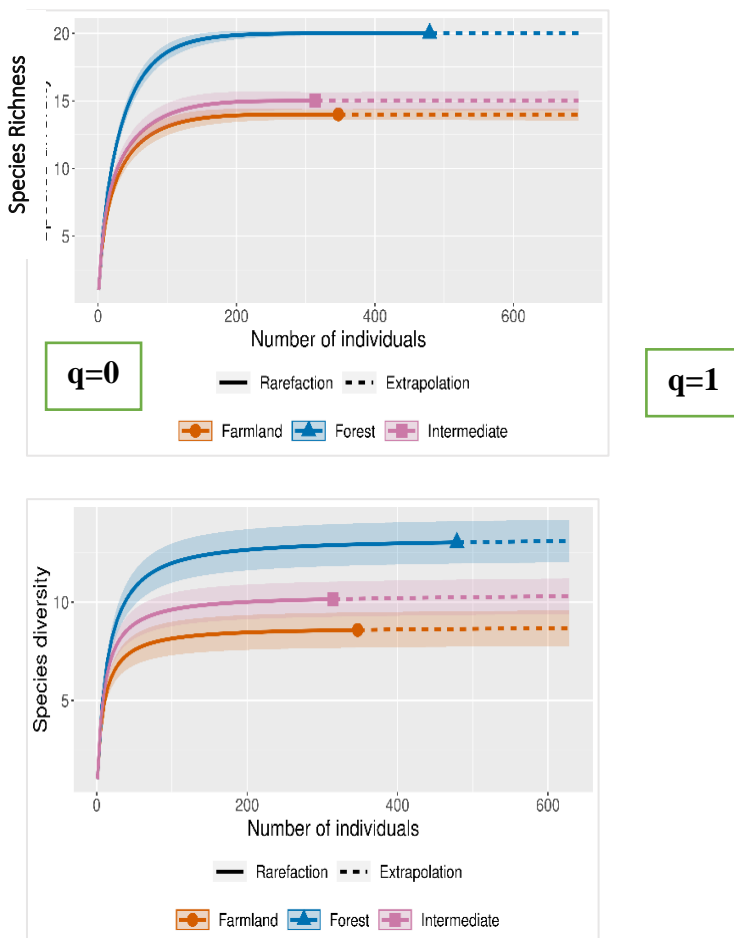 Species Richness
20
15
10
5
0
200
400
600
Number of individuals
q=0
q=1
Rarefaction Extrapolation
Farmland Forest Intermediate
Species diversity
10
5
0
200
400
600
Number of individuals
Rarefaction Extrapolation
Farmland Forest Intermediate